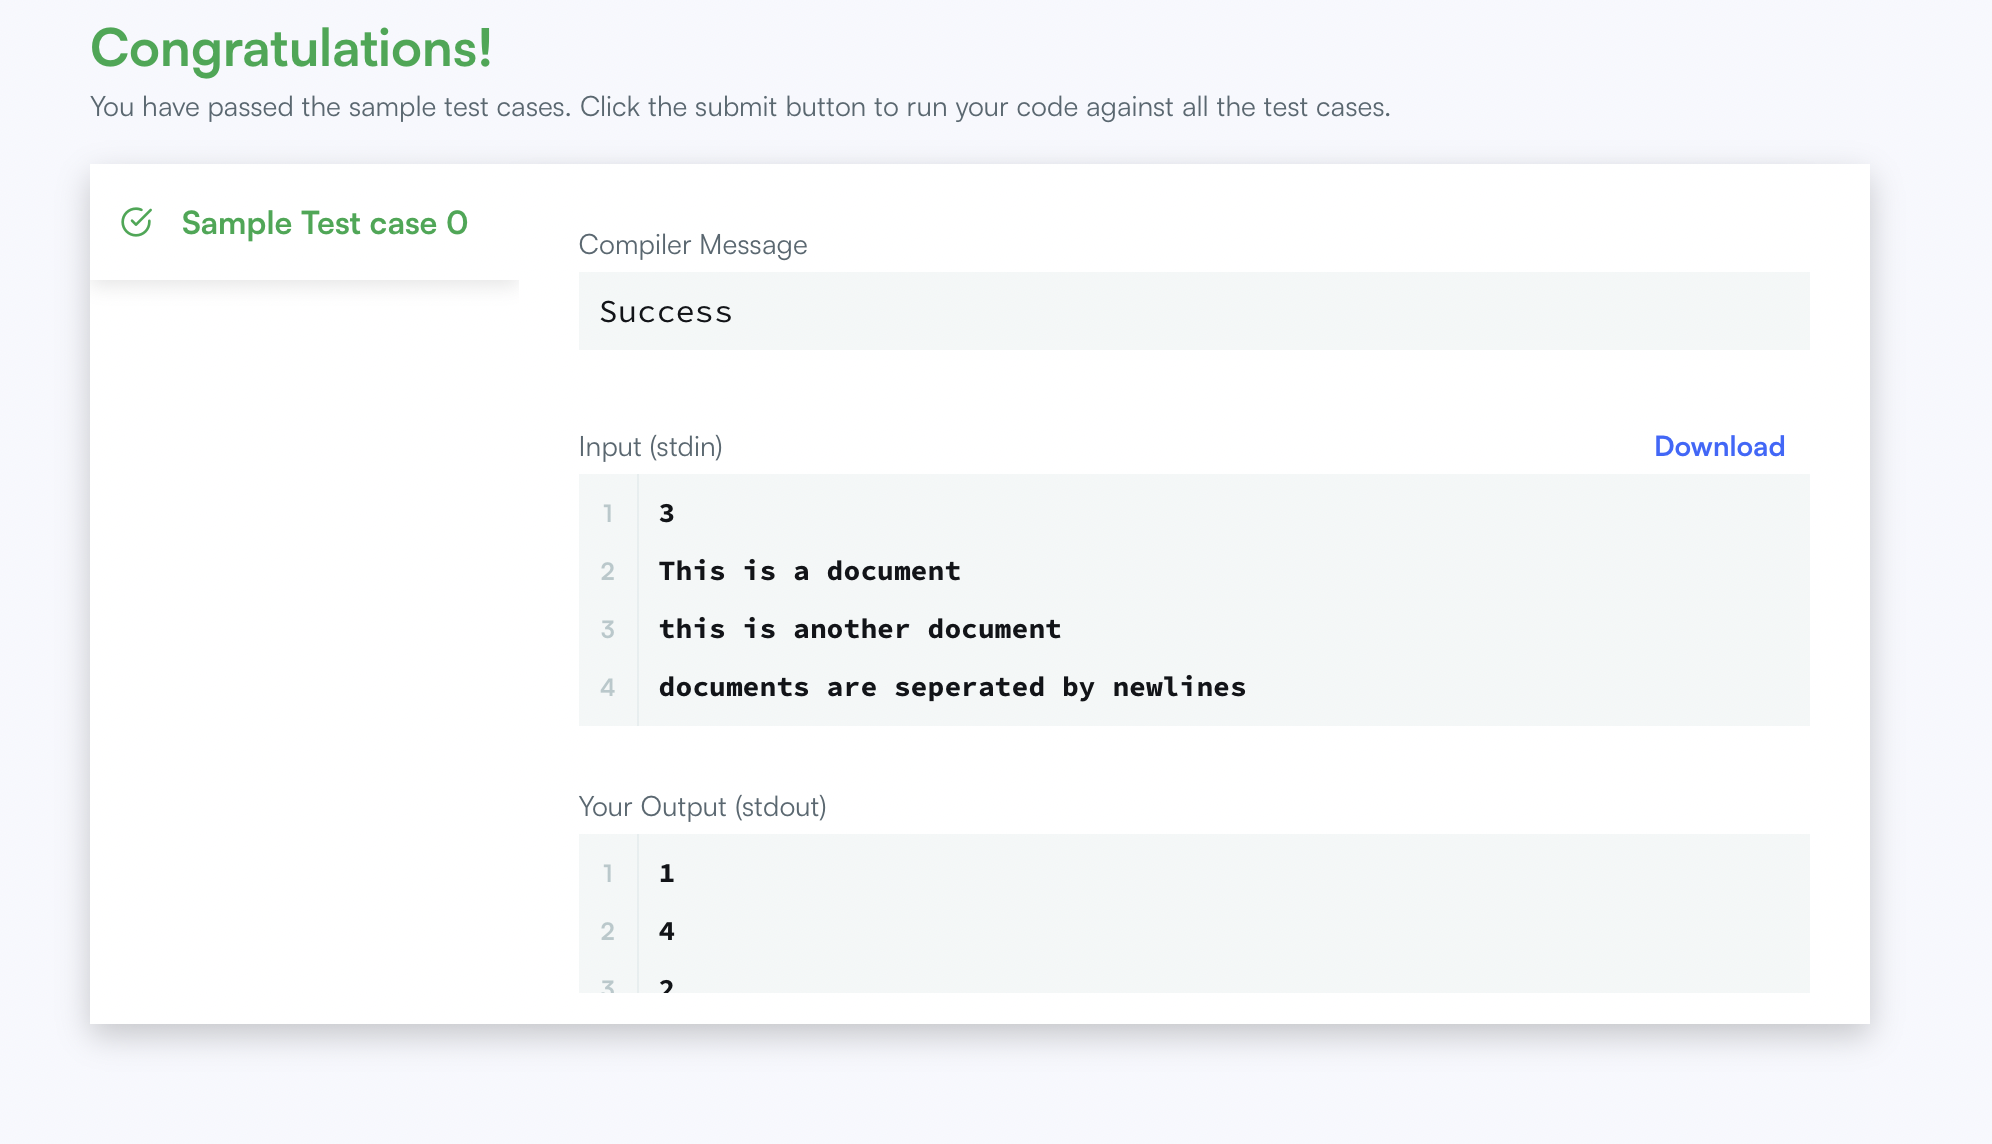 Congratulations!
You have passed the sample test cases. Click the submit button to run your code against all the test cases.
Sample Test case 0
Compiler Message
Success
Input (stdin)
Download
1 3
2 This is a document
3 this is another document
4 documents are seperated by newlines
Your Output (stdout)
1 1
2 4
3 2